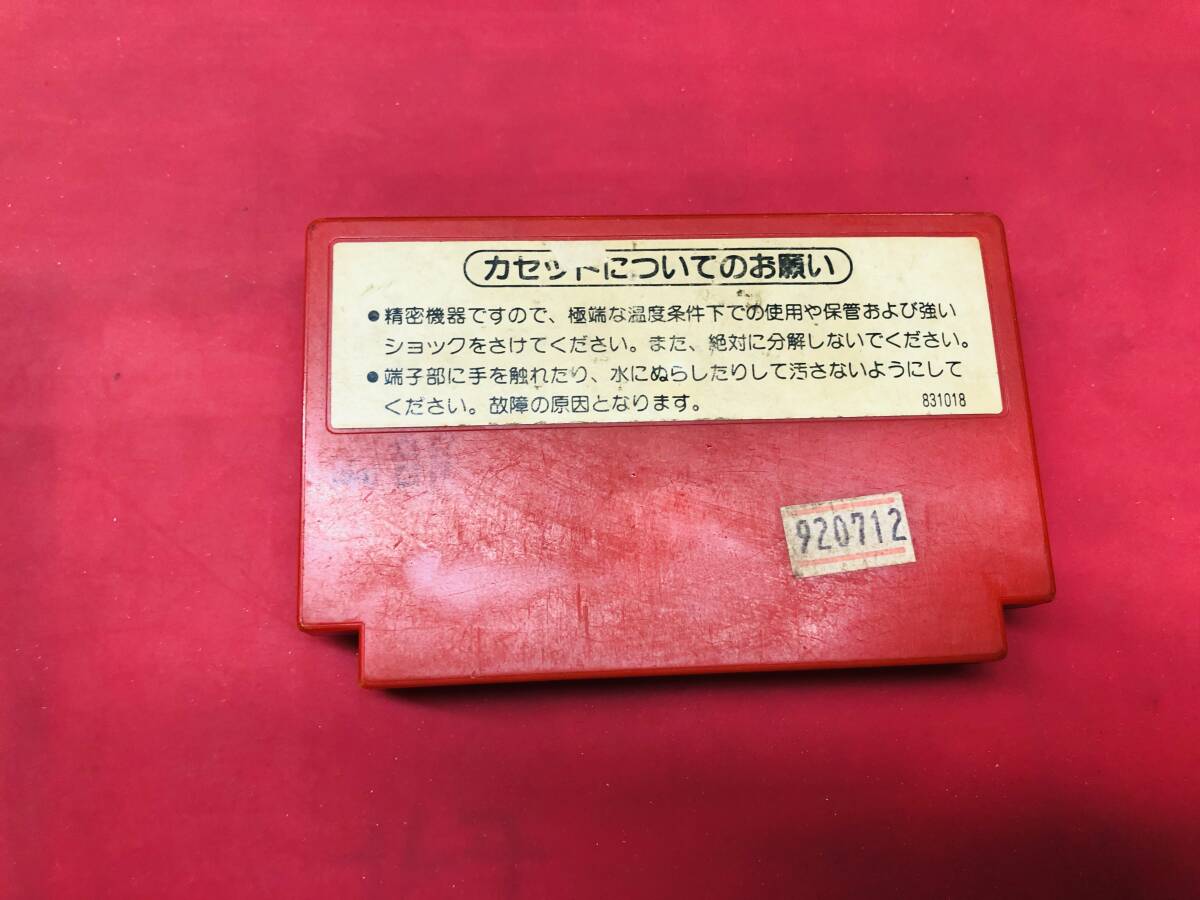 カセットについてのお願い
●精密機器ですので、極端な温度条件下での使用や保管および強い
ショックをさけてください。また、絶対に分解しないでください。
●端子部に手を触れたり、水にぬらしたりして汚さないようにして
ください。故障の原因となります。
831018
920712